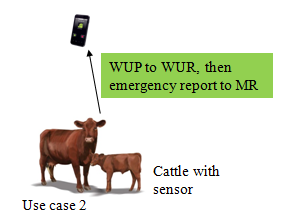 WUP to WUR, then
emergency report to MR
Cattle with
sensor
Use case 2